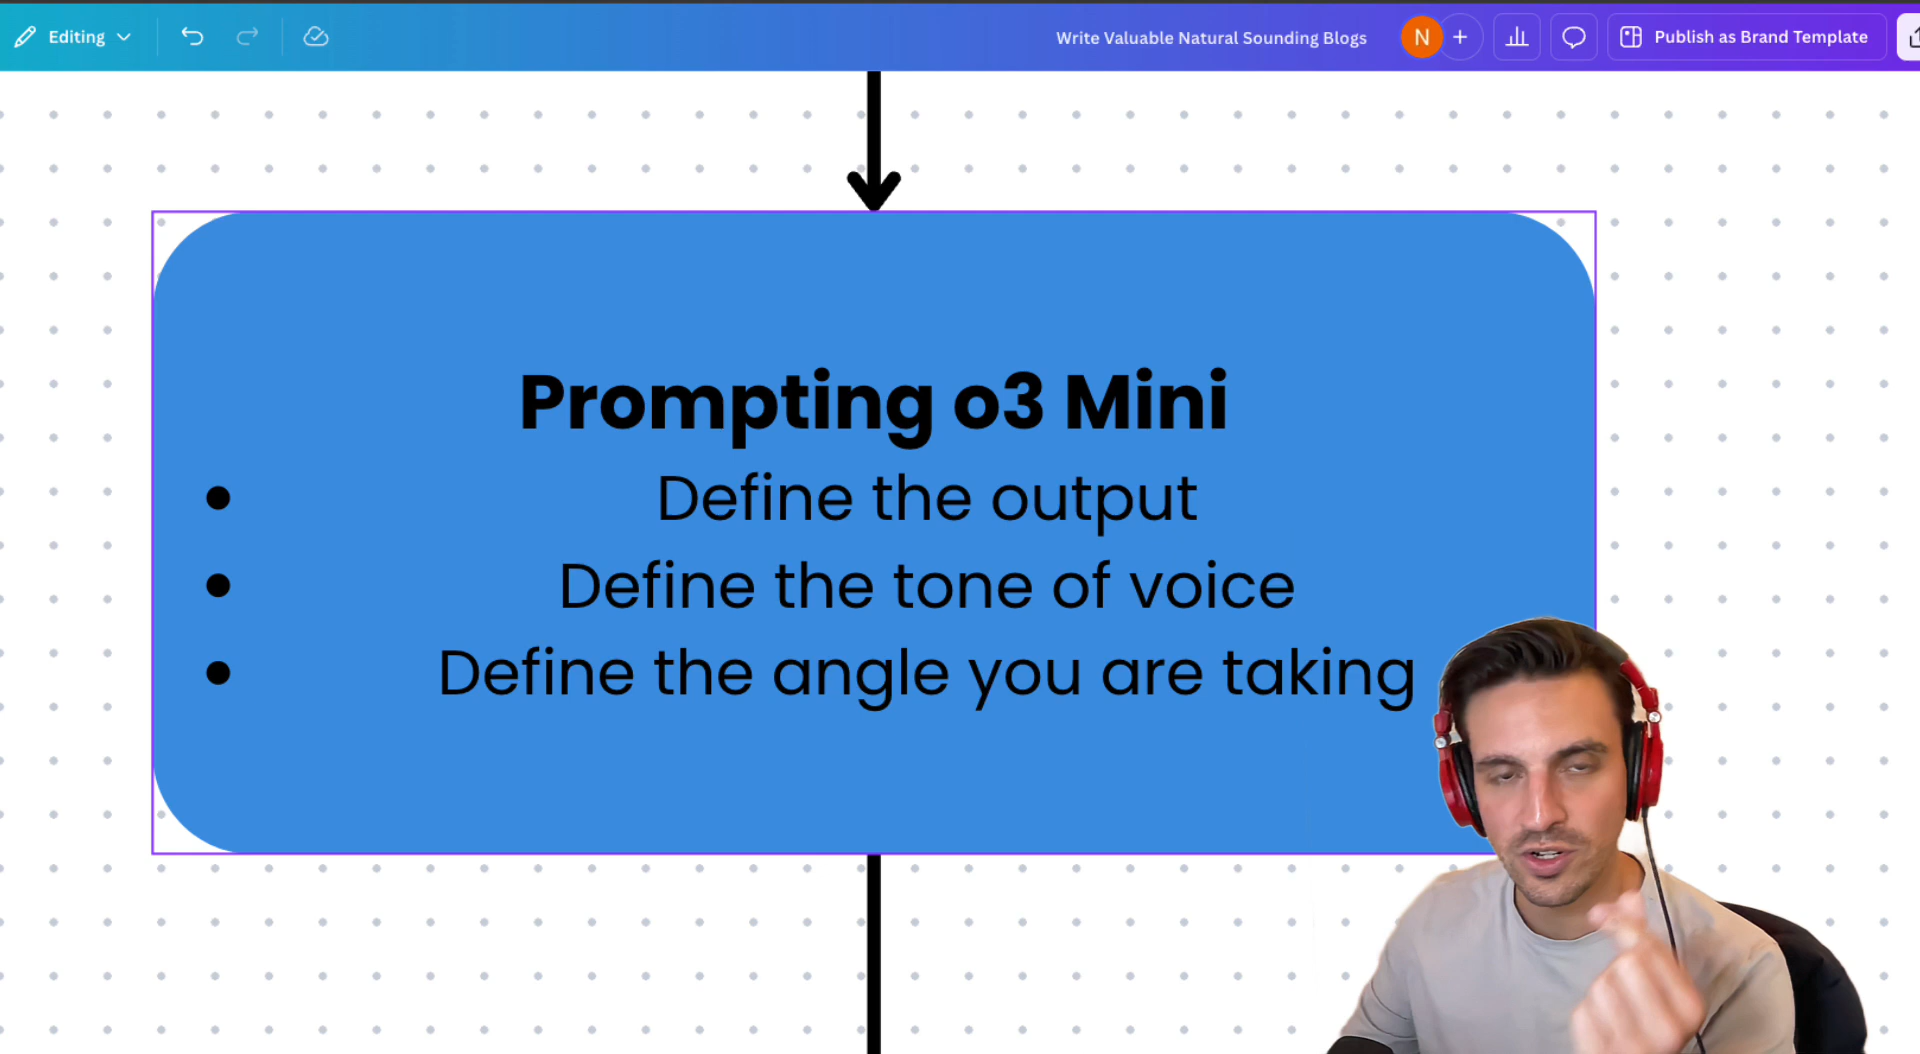 Editing
Write Valuable Natural Sounding Blogs
N
Publish as Brand Template
Prompting o3 Mini
• Define the output
• Define the tone of voice
• Define the angle you are taking